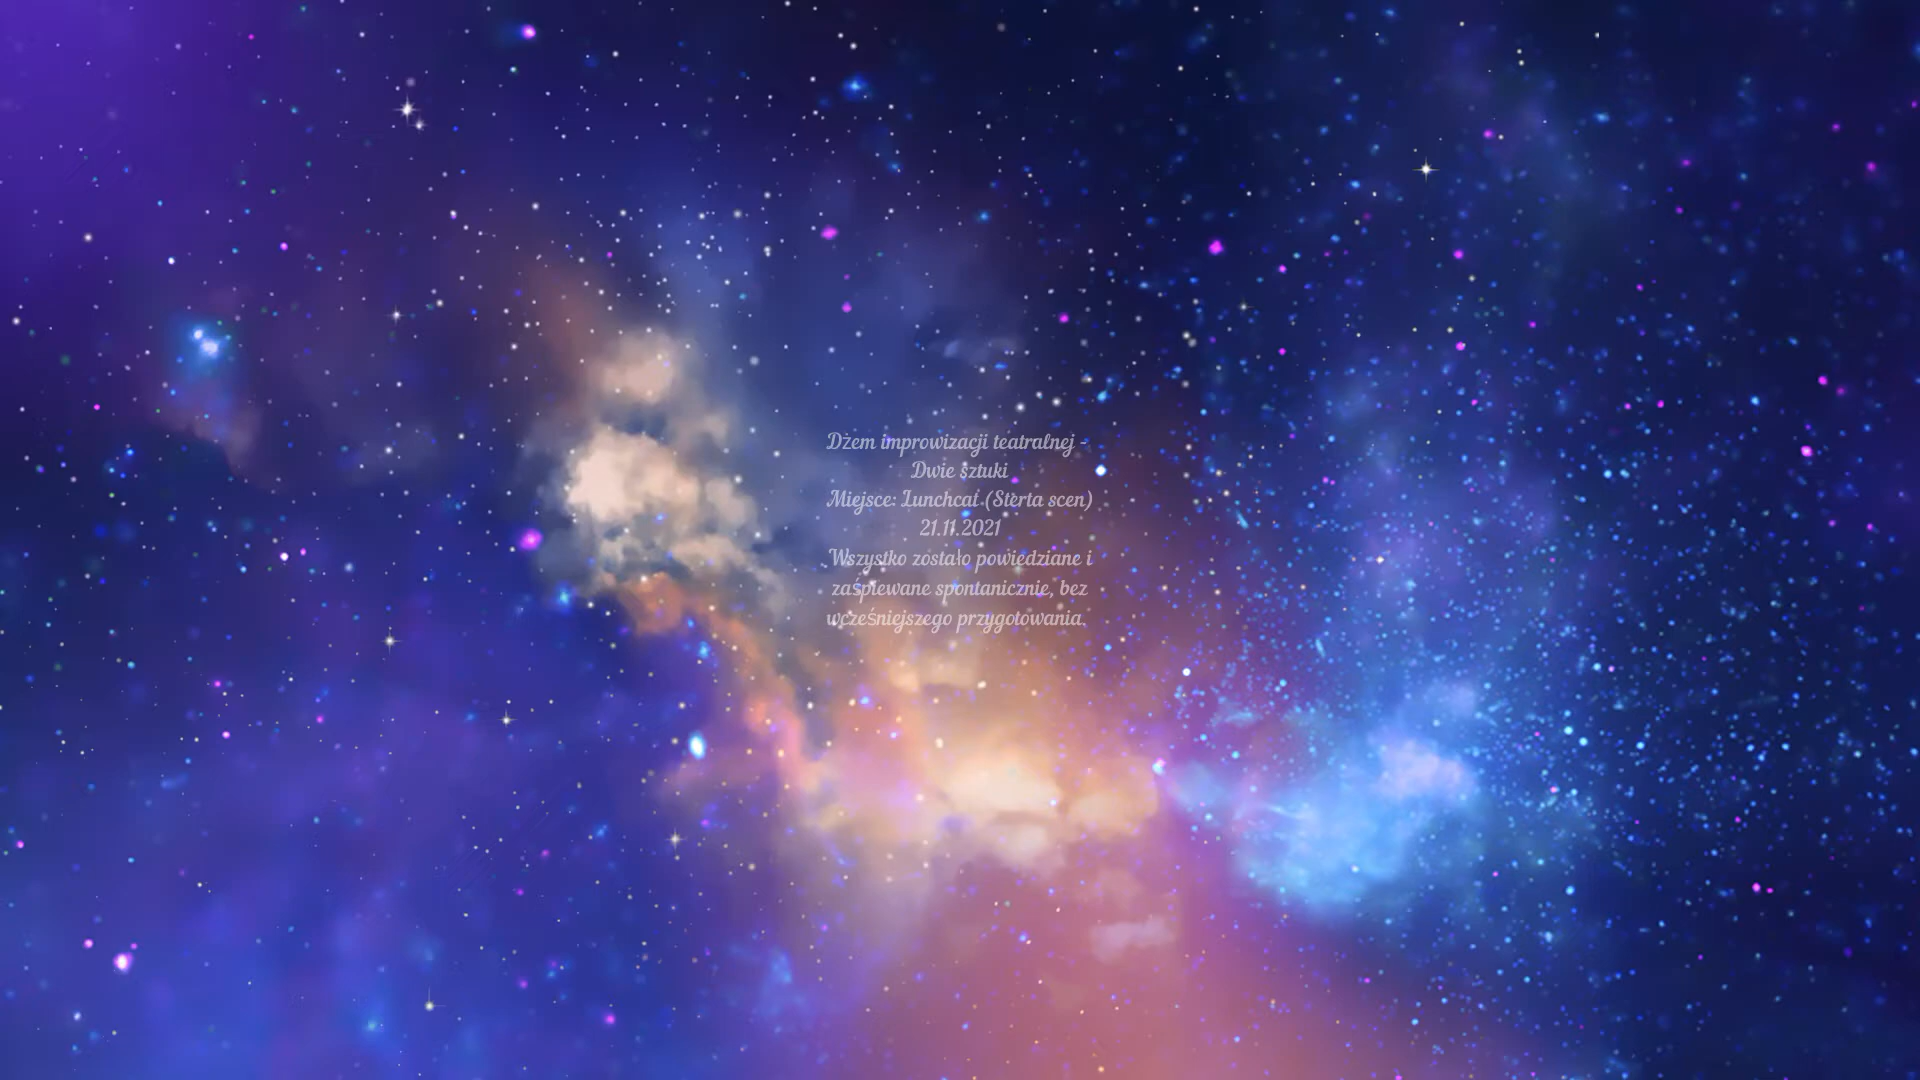 Dżem improwizacji teatralnej -
Dwie sztuki
Miejsce: Lunchcat (Sterta scen)
21.11.2021
Wszystko zostało powiedziane i
zaśpiewane spontanicznie, bez
wcześniejszego przygotowania.